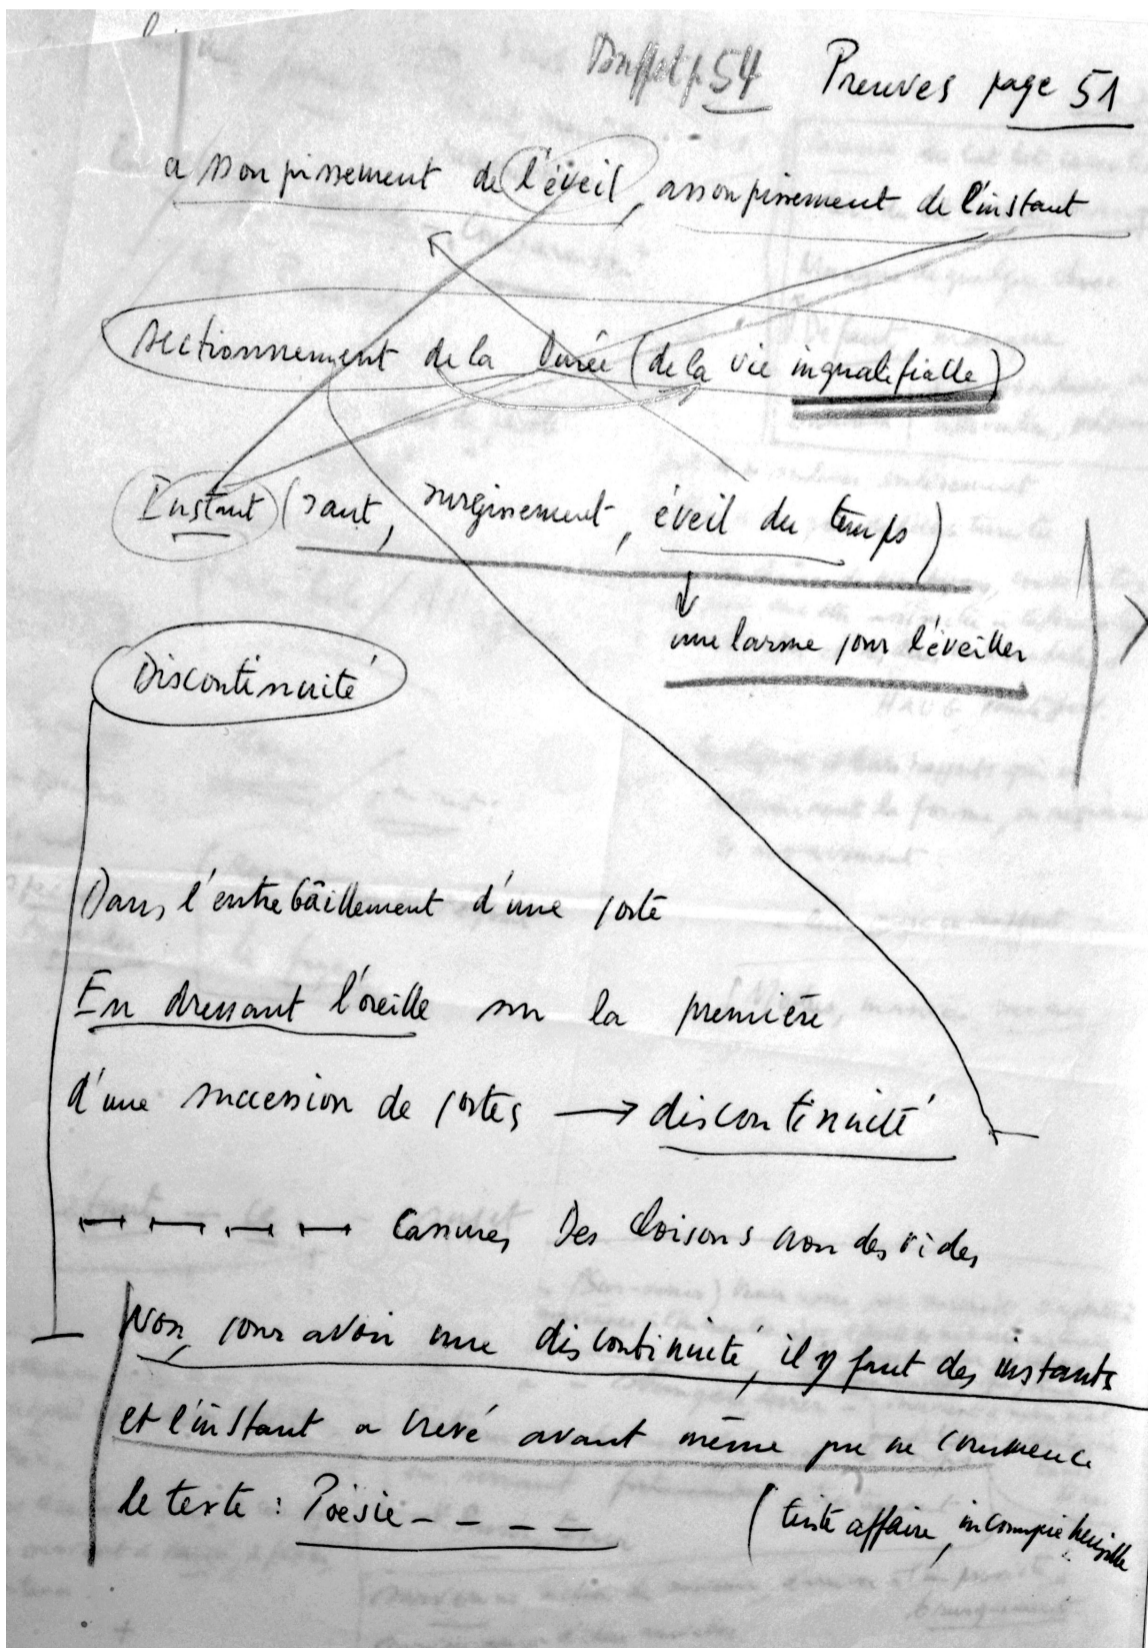 p 54 Preuves page 51
assoupissement de l'éveil, assoupissement de l'instant
sectionnement de la Durée (de la vie inqualifiable)
Instant (saut, surgissement, éveil du temps)
une larme pour l'éveiller
Discontinuité
Dans l'entrebâillement d'une porte
En dressant l'oreille sur la première
d'une succession de portes → discontinuité
Cassures Des Cloisons non des vides
Non, pour avoir une discontinuité, il y faut des instants
et l'instant a crevé avant même que ne commence
le texte : Poésie - - - -
(triste affaire, incompréhensible